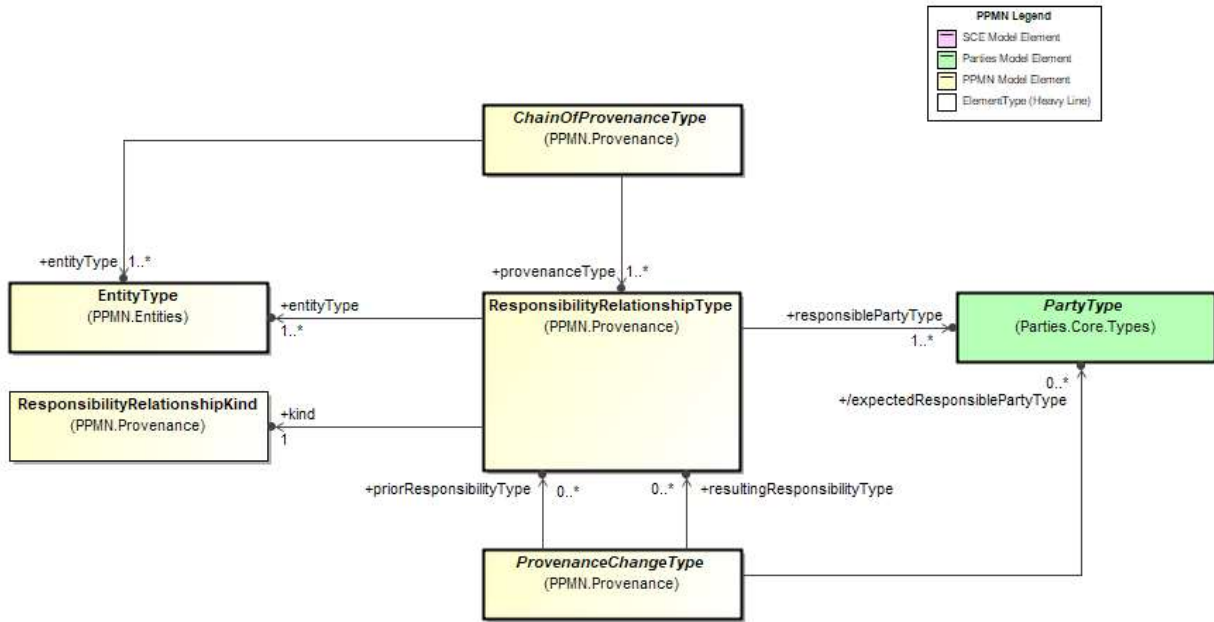 PPMN Legend
SCE Model Element
Parties Model Element
PPMN Model Element
ElementType (Heavy Line)
ChainOfProvenanceType
(PPMN.Provenance)
+entityType 1..*
+provenanceType 1..*
EntityType
(PPMN.Entities)
+entityType
1..*
ResponsibilityRelationshipType
(PPMN.Provenance)
+responsiblePartyType
1..*
PartyType
(Parties.Core.Types)
0..*
+/expectedResponsiblePartyType
ResponsibilityRelationshipKind
(PPMN.Provenance)
+kind
1
+priorResponsibilityType 0..*
0..* +resultingResponsibilityType
ProvenanceChangeType
(PPMN.Provenance)